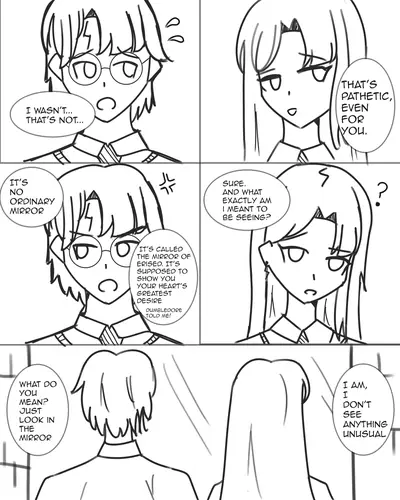 I WASN'T...
THAT'S NOT...
THAT'S
PATHETIC,
EVEN
FOR
YOU.
IT'S
NO
ORDINARY
MIRROR
IT'S CALLED
THE MIRROR OF
ERISED. IT'S
SUPPOSED TO
SHOW YOU
YOUR HEART'S
GREATEST
DESIRE
DUMBLEDORE
TOLD ME!
SURE.
AND WHAT
EXACTLY AM
I MEANT TO
BE SEEING?
?
WHAT DO
YOU
MEAN?
JUST
LOOK IN
THE
MIRROR
I AM,
I
DON'T
SEE
ANYTHING
UNUSUAL